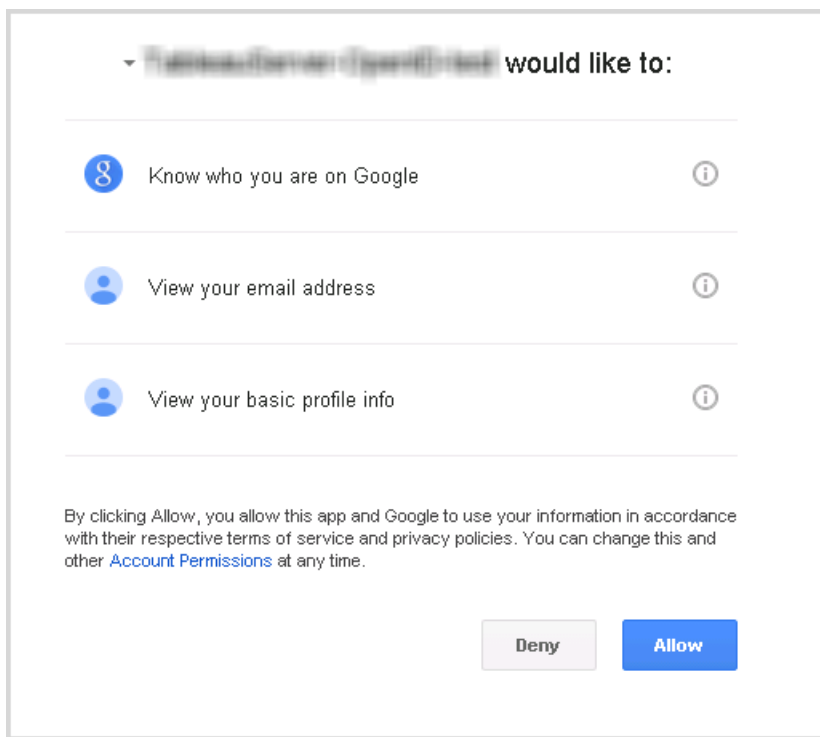 would like to:
Know who you are on Google
View your email address
View your basic profile info
By clicking Allow, you allow this app and Google to use your information in accordance
with their respective terms of service and privacy policies. You can change this and
other Account Permissions at any time.
Deny Allow